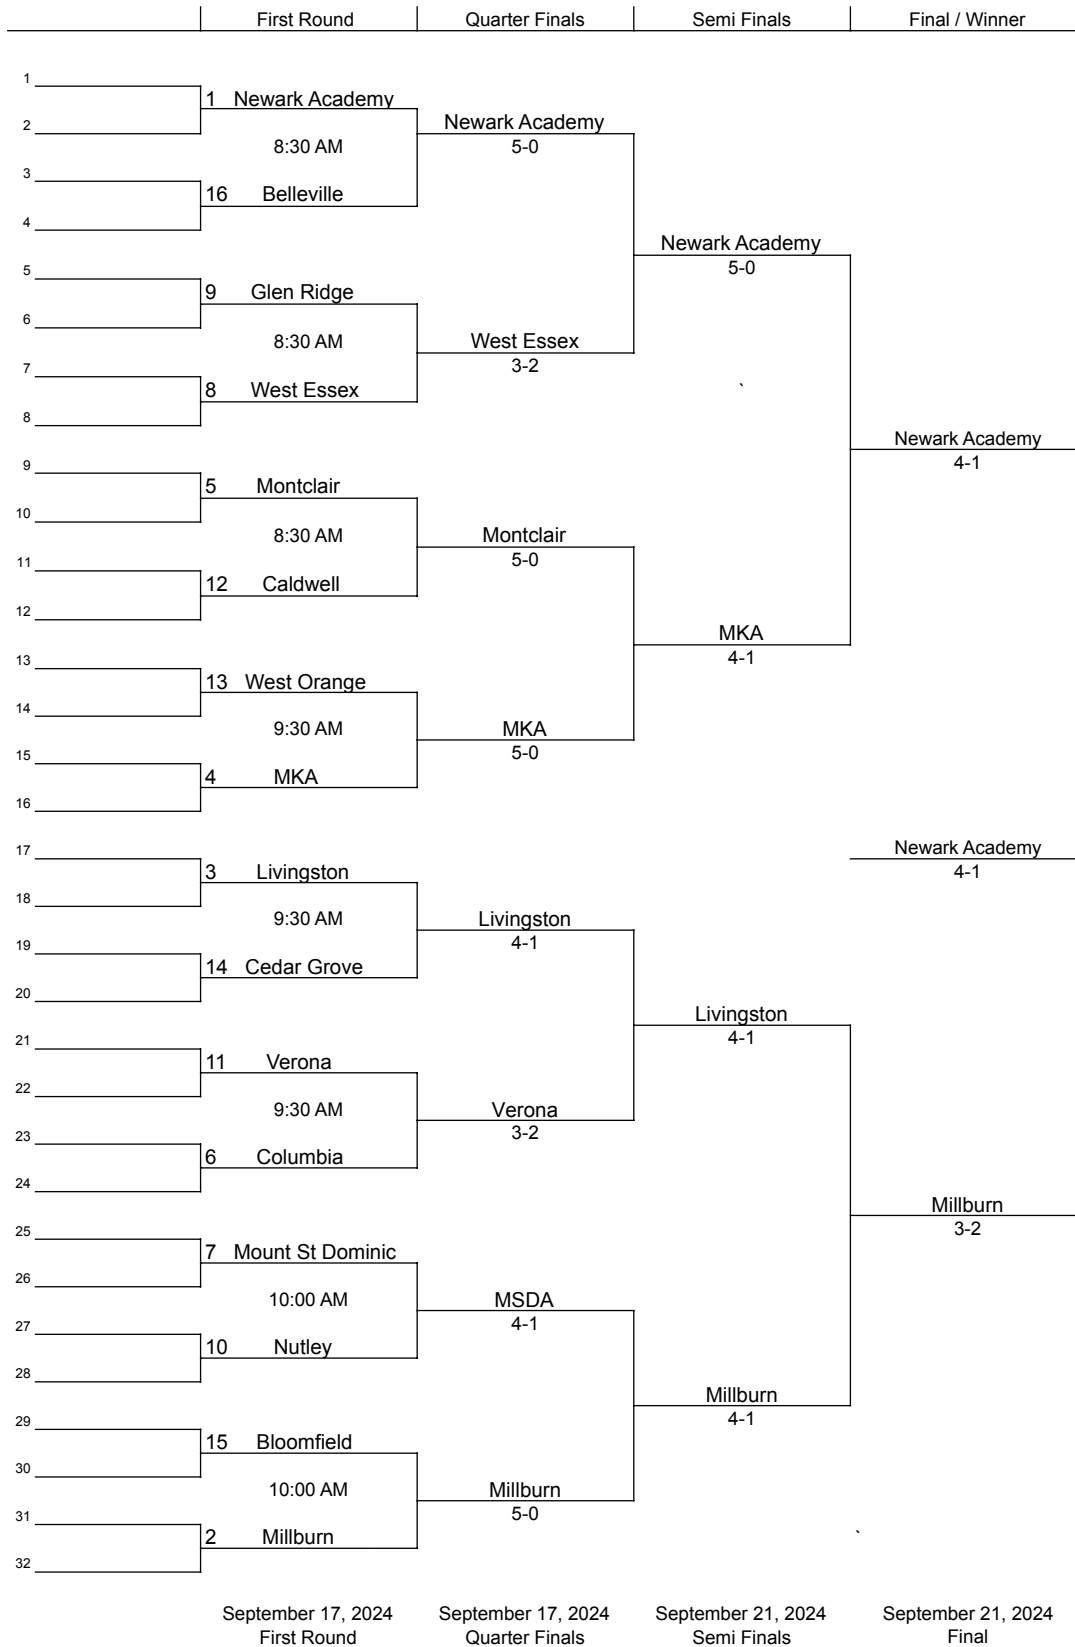 First Round Quarter Finals Semi Finals Final / Winner
1
1 Newark Academy
2
Newark Academy
8:30 AM
5-0
3
16 Belleville
4
Newark Academy
5-0
5
9 Glen Ridge
6
8:30 AM
West Essex
3-2
7
8 West Essex
`
8
Newark Academy
4-1
9
5 Montclair
10
8:30 AM
Montclair
5-0
11
12 Caldwell
12
MKA
4-1
13
13 West Orange
14
9:30 AM
MKA
5-0
15
4 MKA
16
17
Newark Academy
4-1
3 Livingston
18
9:30 AM
Livingston
4-1
19
14 Cedar Grove
20
Livingston
4-1
21
11 Verona
22
9:30 AM
Verona
3-2
23
6 Columbia
24
Millburn
3-2
25
7 Mount St Dominic
26
10:00 AM
MSDA
4-1
27
10 Nutley
28
Millburn
4-1
29
15 Bloomfield
30
10:00 AM
Millburn
5-0
31
2 Millburn
`
32
September 17, 2024 September 17, 2024 September 21, 2024 September 21, 2024
First Round Quarter Finals Semi Finals Final